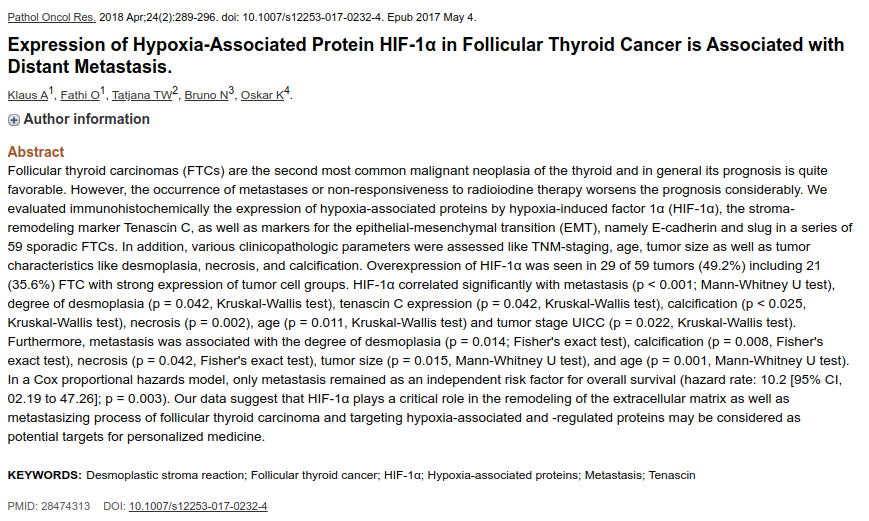 Pathol Oncol Res. 2018 Apr;24(2):289-296. doi: 10.1007/s12253-017-0232-4. Epub 2017 May 4.
Expression of Hypoxia-Associated Protein HIF-1α in Follicular Thyroid Cancer is Associated with
Distant Metastasis.
Klaus A1, Fathi O1, Tatjana TW2, Bruno N3, Oskar K4.
Author information
Abstract
Follicular thyroid carcinomas (FTCs) are the second most common malignant neoplasia of the thyroid and in general its prognosis is quite
favorable. However, the occurrence of metastases or non-responsiveness to radioiodine therapy worsens the prognosis considerably. We
evaluated immunohistochemically the expression of hypoxia-associated proteins by hypoxia-induced factor 1α (HIF-1α), the stroma-
remodeling marker Tenascin C, as well as markers for the epithelial-mesenchymal transition (EMT), namely E-cadherin and slug in a series of
59 sporadic FTCs. In addition, various clinicopathologic parameters were assessed like TNM-staging, age, tumor size as well as tumor
characteristics like desmoplasia, necrosis, and calcification. Overexpression of HIF-1α was seen in 29 of 59 tumors (49.2%) including 21
(35.6%) FTC with strong expression of tumor cell groups. HIF-1α correlated significantly with metastasis (p < 0.001; Mann-Whitney U test),
degree of desmoplasia (p = 0.042, Kruskal-Wallis test), tenascin C expression (p = 0.042, Kruskal-Wallis test), calcification (p < 0.025,
Kruskal-Wallis test), necrosis (p = 0.002), age (p = 0.011, Kruskal-Wallis test) and tumor stage UICC (p = 0.022, Kruskal-Wallis test).
Furthermore, metastasis was associated with the degree of desmoplasia (p = 0.014; Fisher's exact test), calcification (p = 0.008, Fisher's
exact test), necrosis (p = 0.042, Fisher's exact test), tumor size (p = 0.015, Mann-Whitney U test), and age (p = 0.001, Mann-Whitney U test).
In a Cox proportional hazards model, only metastasis remained as an independent risk factor for overall survival (hazard rate: 10.2 [95% CI,
02.19 to 47.26]; p = 0.003). Our data suggest that HIF-1α plays a critical role in the remodeling of the extracellular matrix as well as
metastasizing process of follicular thyroid carcinoma and targeting hypoxia-associated and -regulated proteins may be considered as
potential targets for personalized medicine.
KEYWORDS: Desmoplastic stroma reaction; Follicular thyroid cancer; HIF-1α; Hypoxia-associated proteins; Metastasis; Tenascin
PMID: 28474313 DOI: 10.1007/s12253-017-0232-4